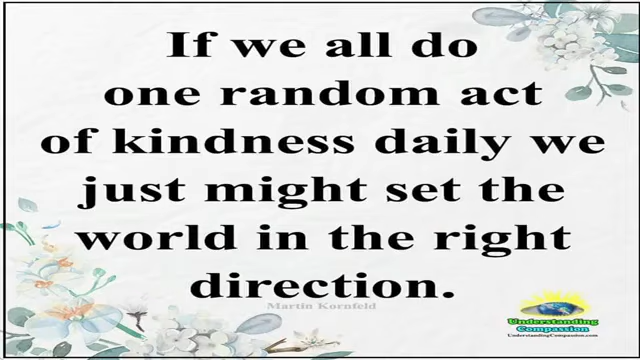 If we all do
one random act
of kindness daily we
just might set the
world in the right
direction.
Martin Kornfeld
Understanding
Compassion
UnderstandingCompassion.com